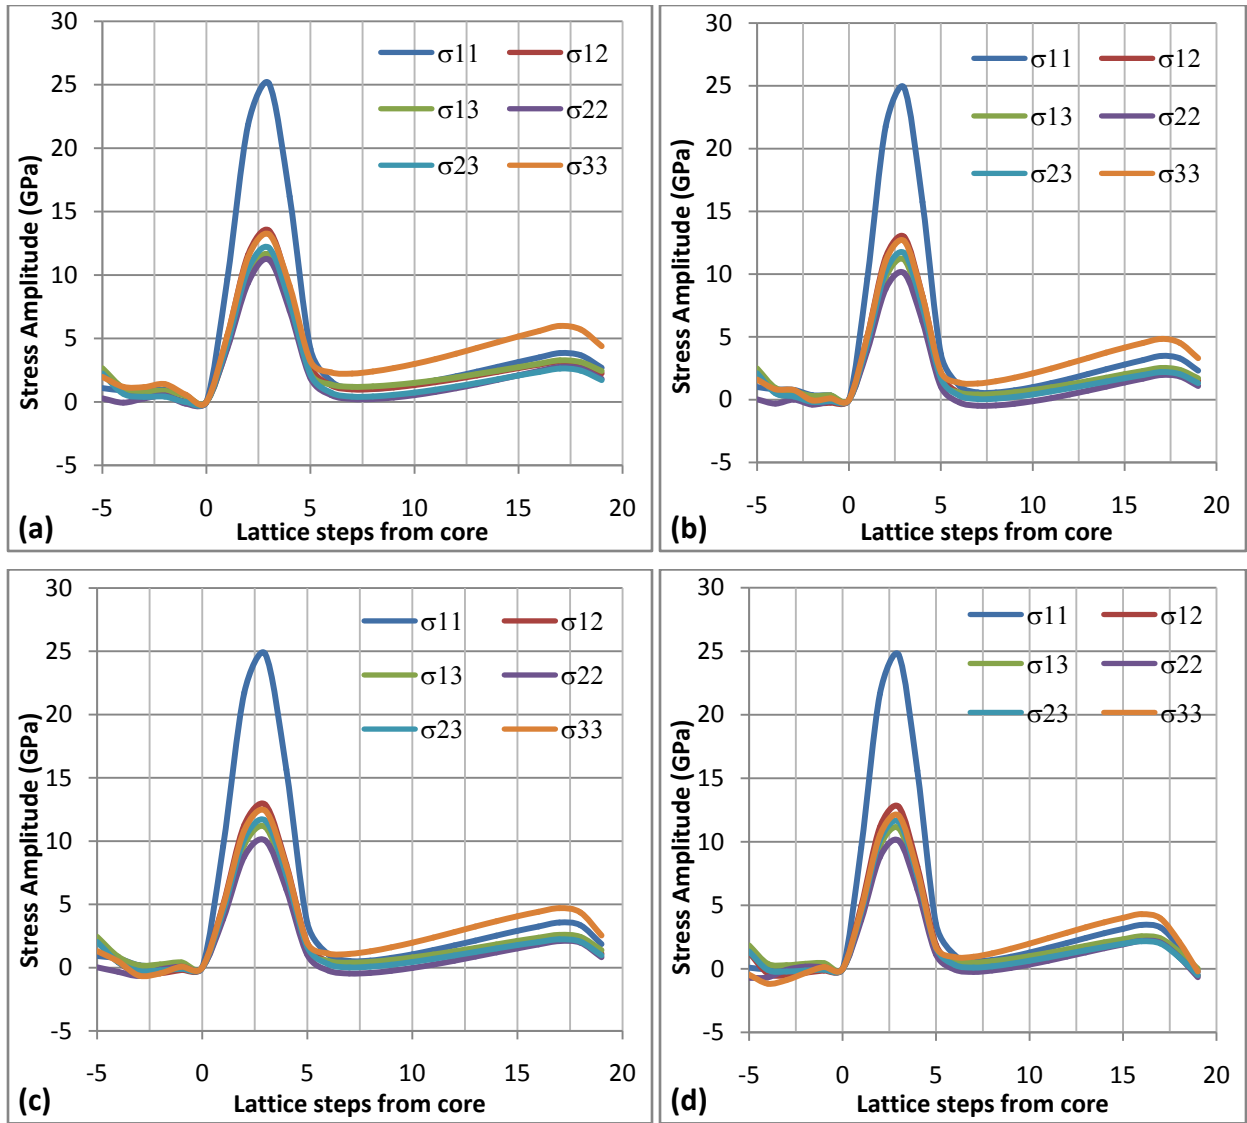 30
25
20
15
10
5
0
-5
Stress Amplitude (GPa)
σ11 σ12
σ13 σ22
σ23 σ33
-5 0 5 10 15 20
Lattice steps from core
(a)
30
25
20
15
10
5
0
-5
Stress Amplitude (GPa)
σ11 σ12
σ13 σ22
σ23 σ33
-5 0 5 10 15 20
Lattice steps from core
(b)
30
25
20
15
10
5
0
-5
Stress Amplitude (GPa)
σ11 σ12
σ13 σ22
σ23 σ33
-5 0 5 10 15 20
Lattice steps from core
(c)
30
25
20
15
10
5
0
-5
Stress Amplitude (GPa)
σ11 σ12
σ13 σ22
σ23 σ33
-5 0 5 10 15 20
Lattice steps from core
(d)